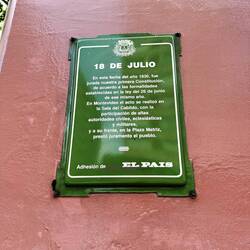 18 DE JULIO
En esta fecha del año 1830, fue
jurada nuestra primera Constitución,
de acuerdo a las formalidades
establecidas en la ley del 26 de junio
de ese mismo año.
En Montevideo el acto se realizó en
la Sala del Cabildo, con la
participación de altas
autoridades civiles, eclesiásticas
y militares,
y a su frente, en la Plaza Matriz,
prestó juramento el pueblo.
Adhesión de EL PAIS